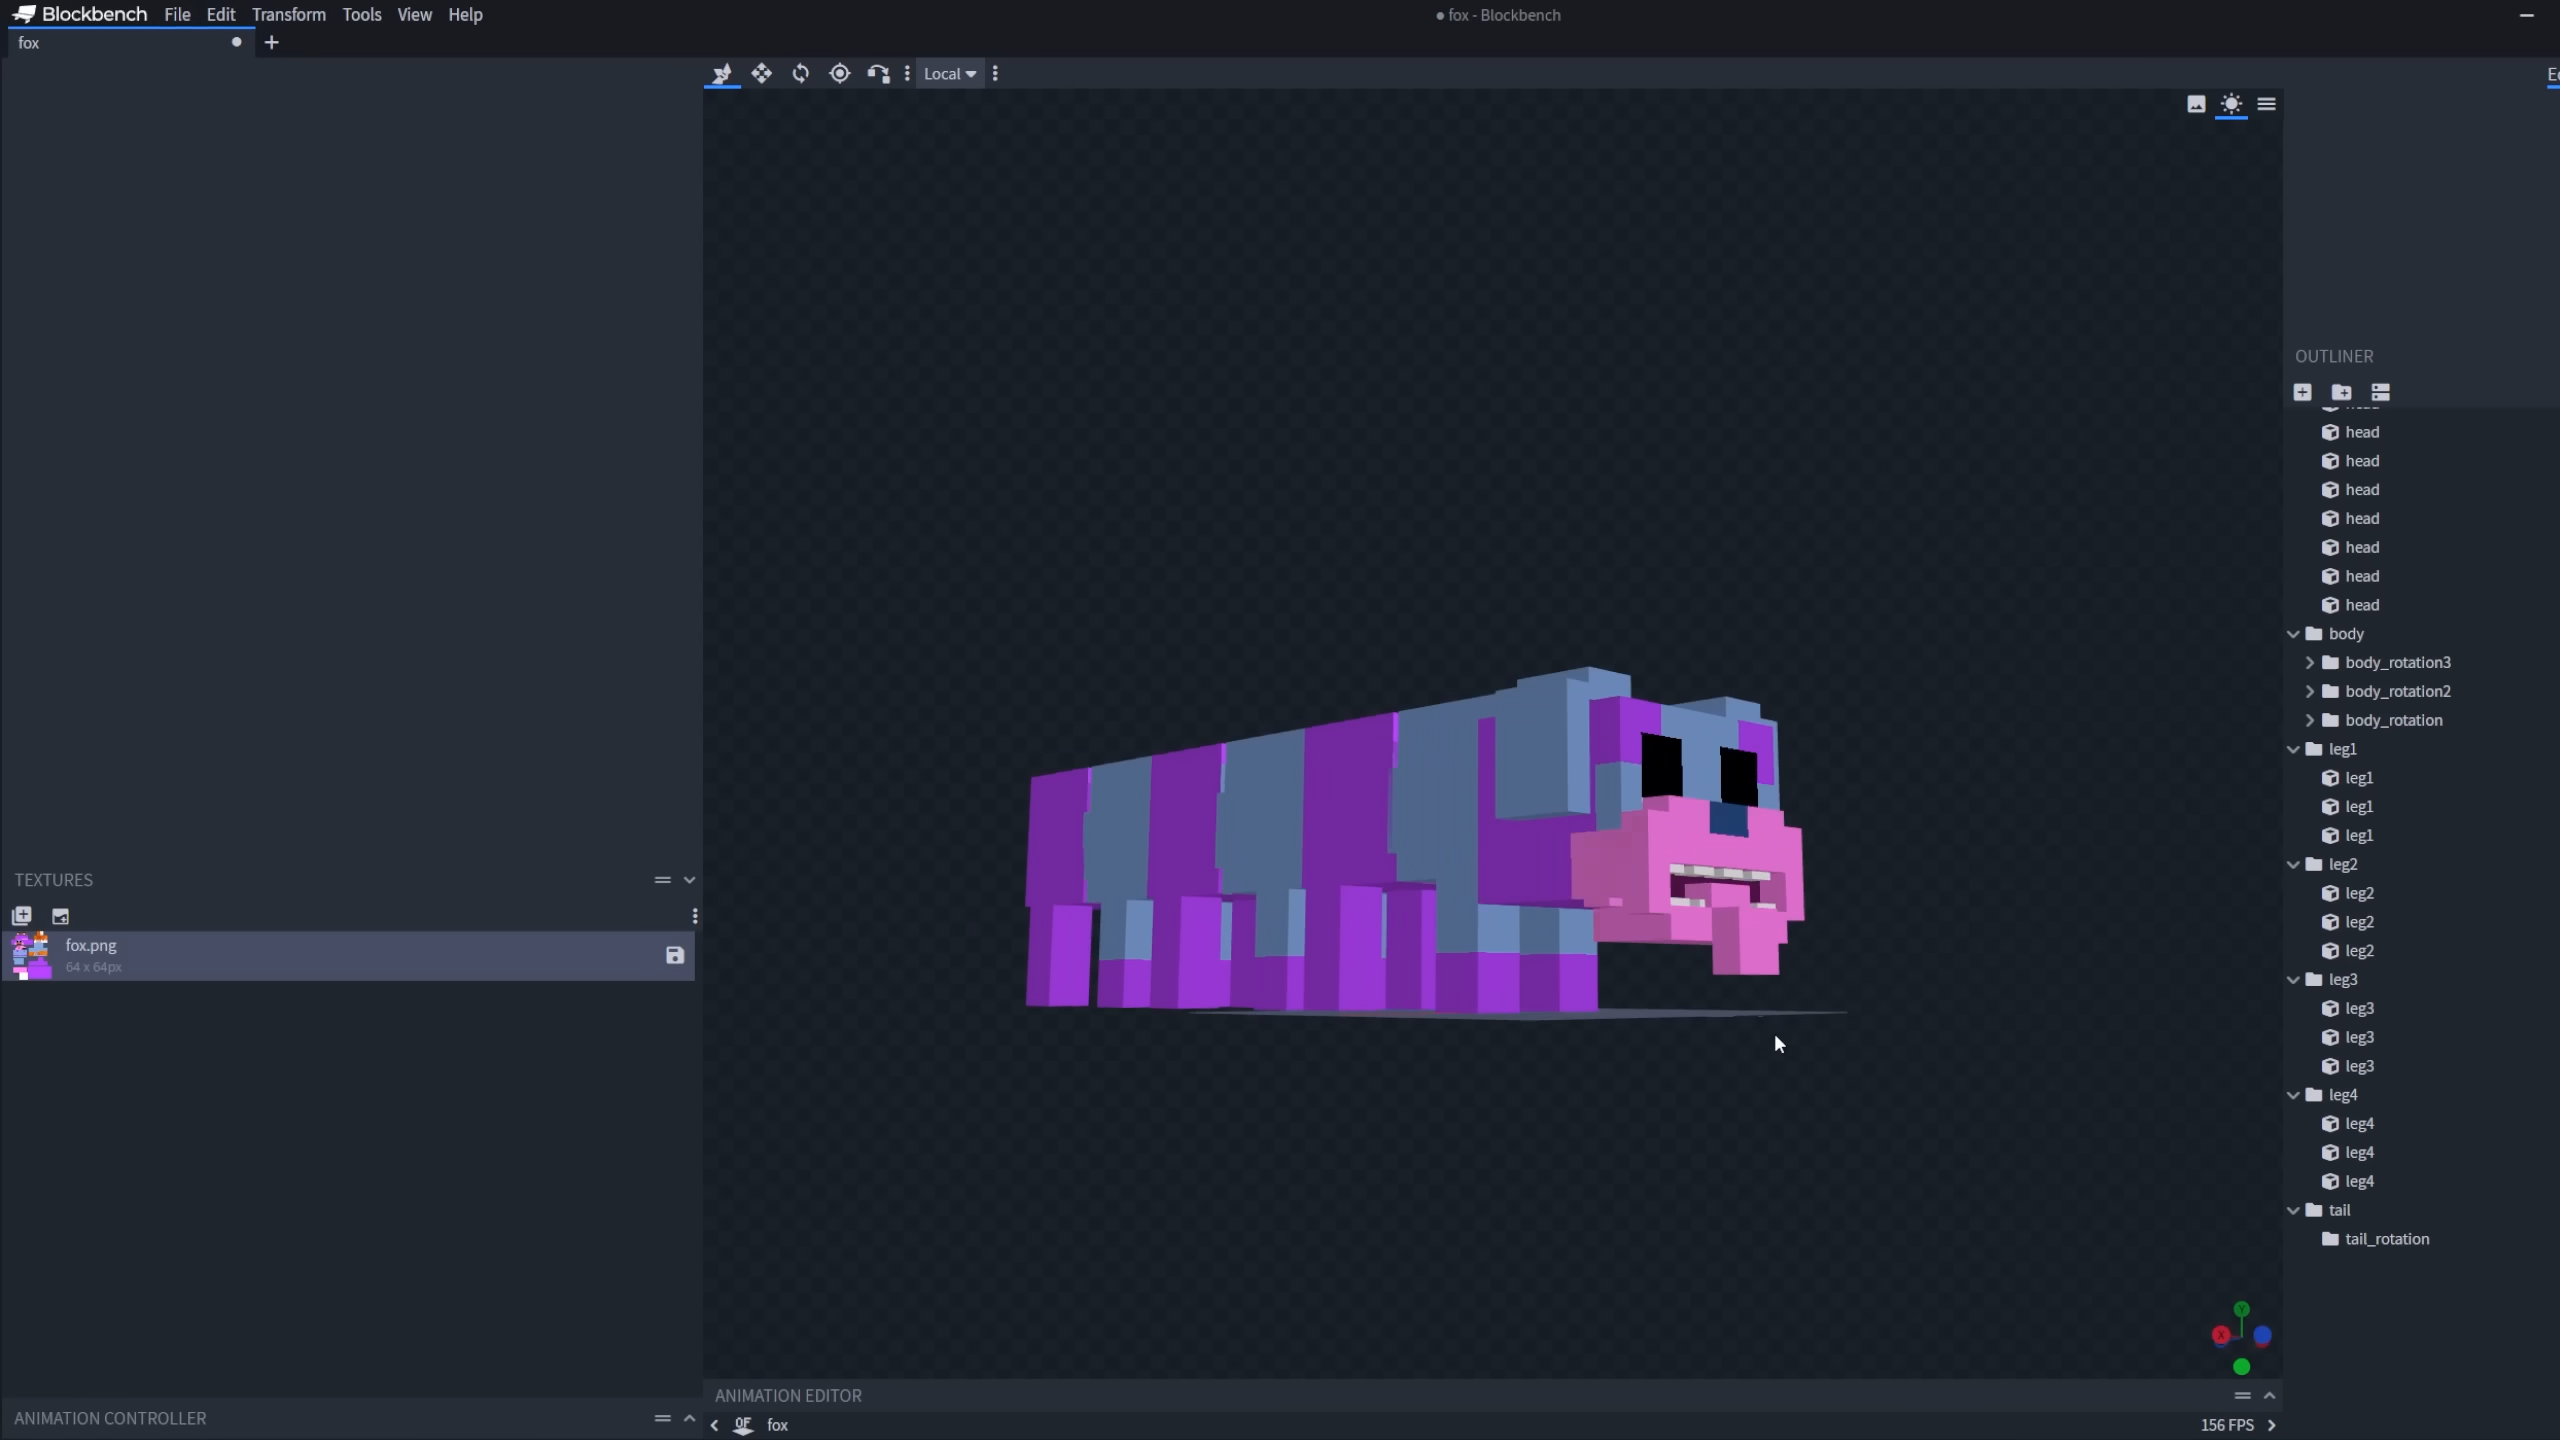 Blockbench File Edit Transform Tools View Help
● fox - Blockbench
fox
Local
OUTLINER
head
head
head
head
head
head
head
body
body_rotation3
body_rotation2
body_rotation
leg1
leg1
leg1
leg1
leg2
leg2
leg2
leg2
leg3
leg3
leg3
leg3
leg4
leg4
leg4
leg4
tail
tail_rotation
TEXTURES
fox.png
64 x 64px
Y
X
ANIMATION EDITOR
ANIMATION CONTROLLER
OF fox
156 FPS